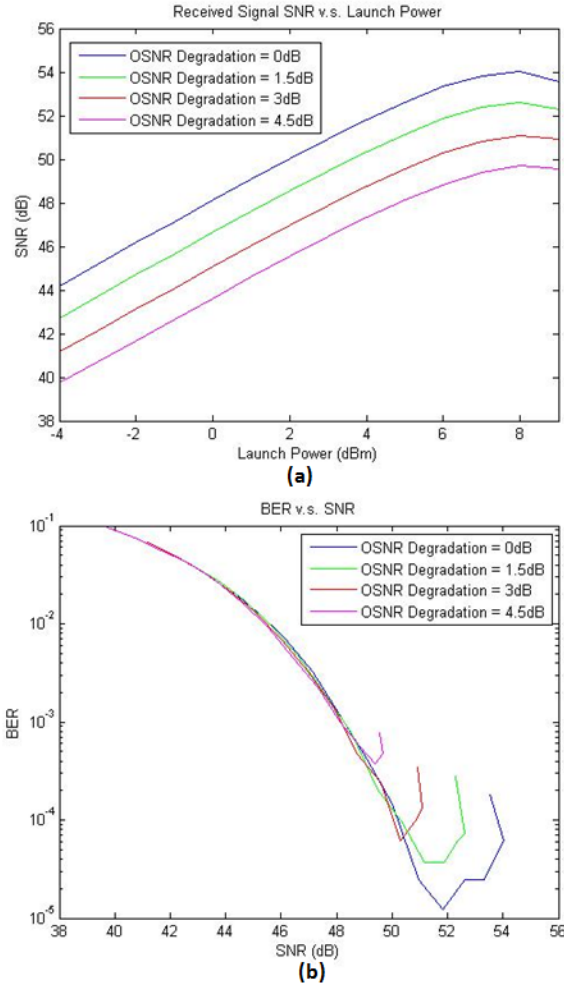 Received Signal SNR v.s. Launch Power
56
54
52
50
48
46
44
42
40
38
SNR (dB)
OSNR Degradation = 0dB
OSNR Degradation = 1.5dB
OSNR Degradation = 3dB
OSNR Degradation = 4.5dB
-4
-2
0
2
4
6
8
Launch Power (dBm)
(a)
BER v.s. SNR
10^-1
10^-2
10^-3
10^-4
10^-5
BER
OSNR Degradation = 0dB
OSNR Degradation = 1.5dB
OSNR Degradation = 3dB
OSNR Degradation = 4.5dB
38
40
42
44
46
48
50
52
54
56
SNR (dB)
(b)